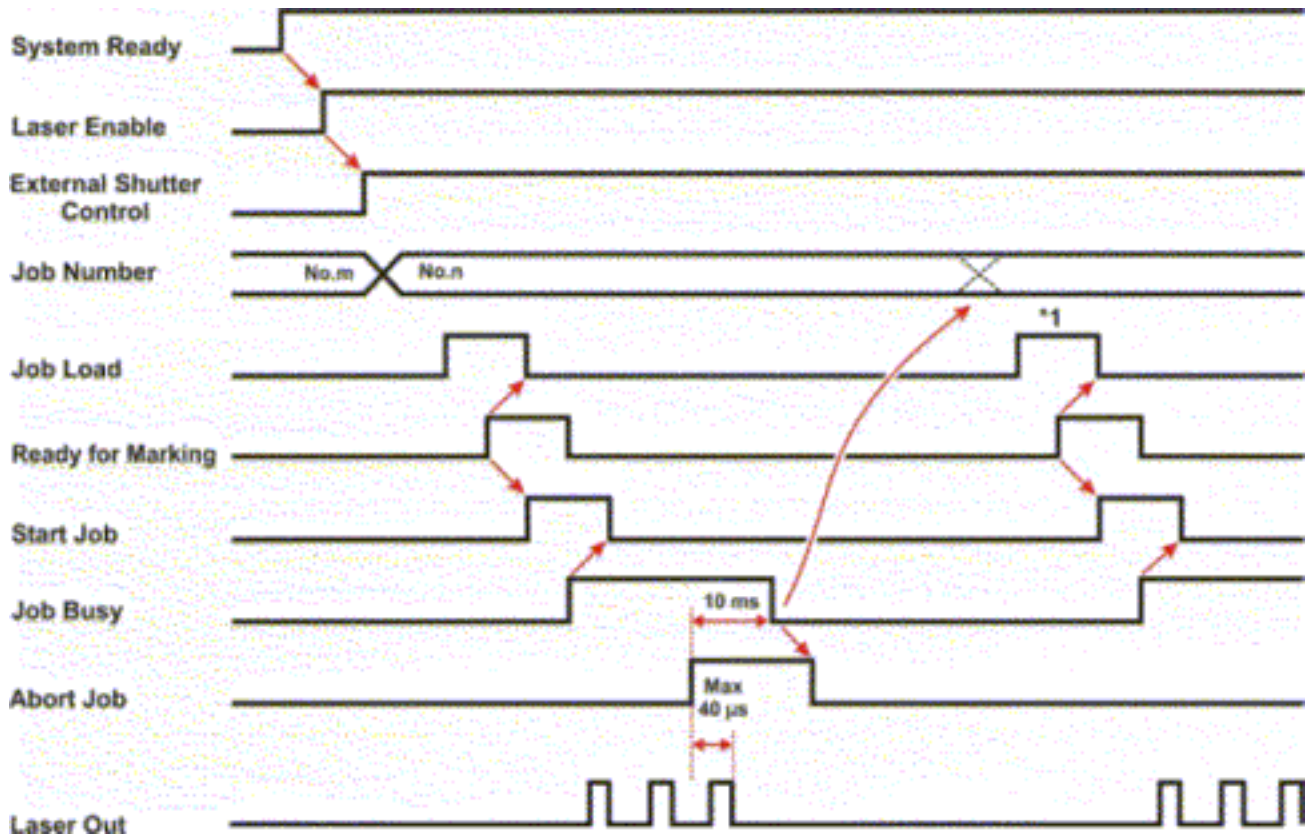 System Ready
Laser Enable
External Shutter
Control
Job Number
No.m
No.n
*1
Job Load
Ready for Marking
Start Job
Job Busy
10 ms
Abort Job
Max
40 µs
Laser Out